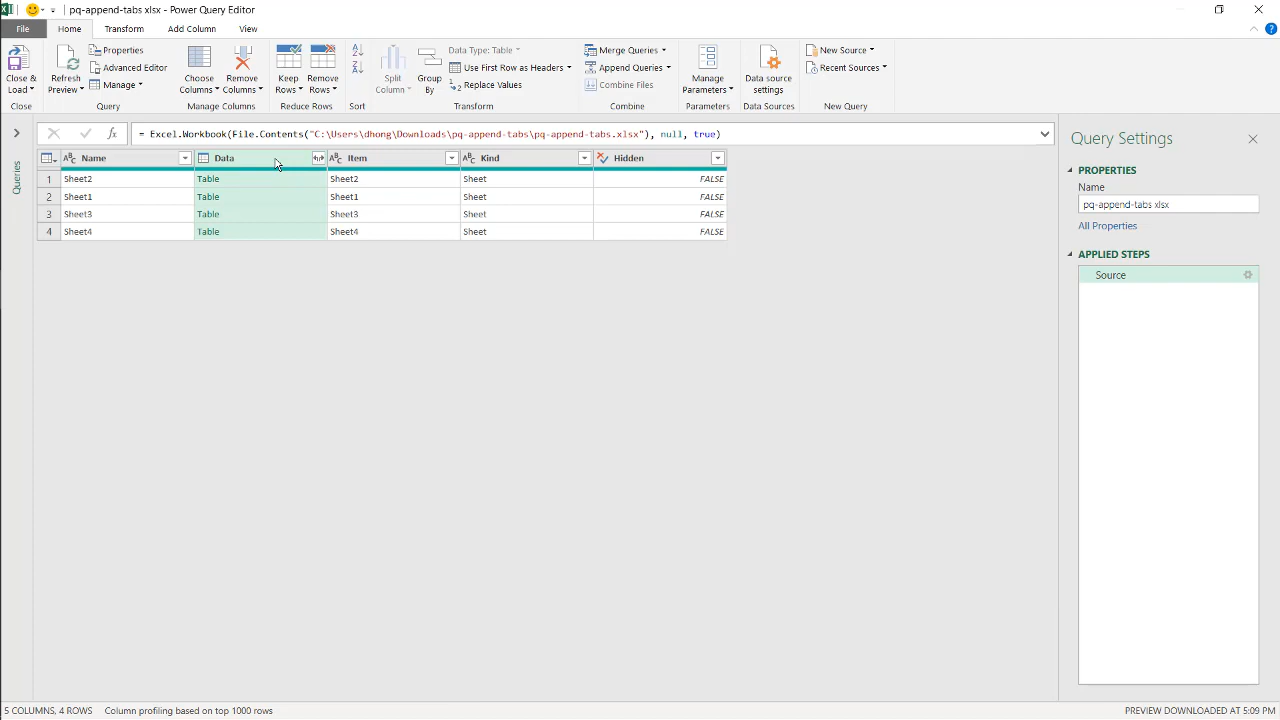 pq-append-tabs xlsx - Power Query Editor
File Home Transform Add Column View
Close & Load
Close
Refresh Preview
Properties
Advanced Editor
Manage
Query
Choose Columns
Remove Columns
Manage Columns
Keep Rows
Remove Rows
Reduce Rows
Sort
Split Column
Group By
Data Type: Table
Use First Row as Headers
Replace Values
Transform
Merge Queries
Append Queries
Combine Files
Combine
Manage Parameters
Parameters
Data source settings
Data Sources
New Source
Recent Sources
New Query
= Excel.Workbook(File.Contents("C:\Users\dhong\Downloads\pq-append-tabs\pq-append-tabs.xlsx"), null, true)
Queries
Name Data Item Kind Hidden
1 Sheet2 Table Sheet2 Sheet FALSE
2 Sheet1 Table Sheet1 Sheet FALSE
3 Sheet3 Table Sheet3 Sheet FALSE
4 Sheet4 Table Sheet4 Sheet FALSE
Query Settings
PROPERTIES
Name
pq-append-tabs xlsx
All Properties
APPLIED STEPS
Source
5 COLUMNS, 4 ROWS Column profiling based on top 1000 rows
PREVIEW DOWNLOADED AT 5:09 PM